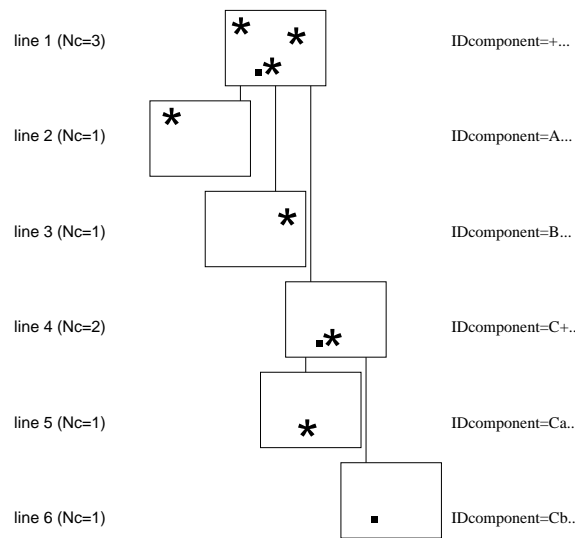 line 1 (Nc=3) IDcomponent=+...
line 2 (Nc=1) IDcomponent=A...
line 3 (Nc=1) IDcomponent=B...
line 4 (Nc=2) IDcomponent=C+..
line 5 (Nc=1) IDcomponent=Ca..
line 6 (Nc=1) IDcomponent=Cb..